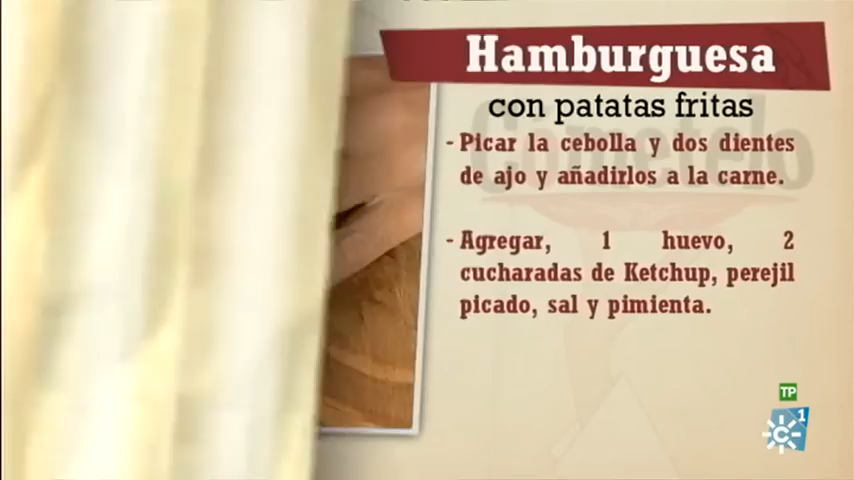 Hamburguesa
con patatas fritas
- Picar la cebolla y dos dientes
de ajo y añadirlos a la carne.
- Agregar, 1 huevo, 2
cucharadas de Ketchup, perejil
picado, sal y pimienta.
Cómetelo
TP
1